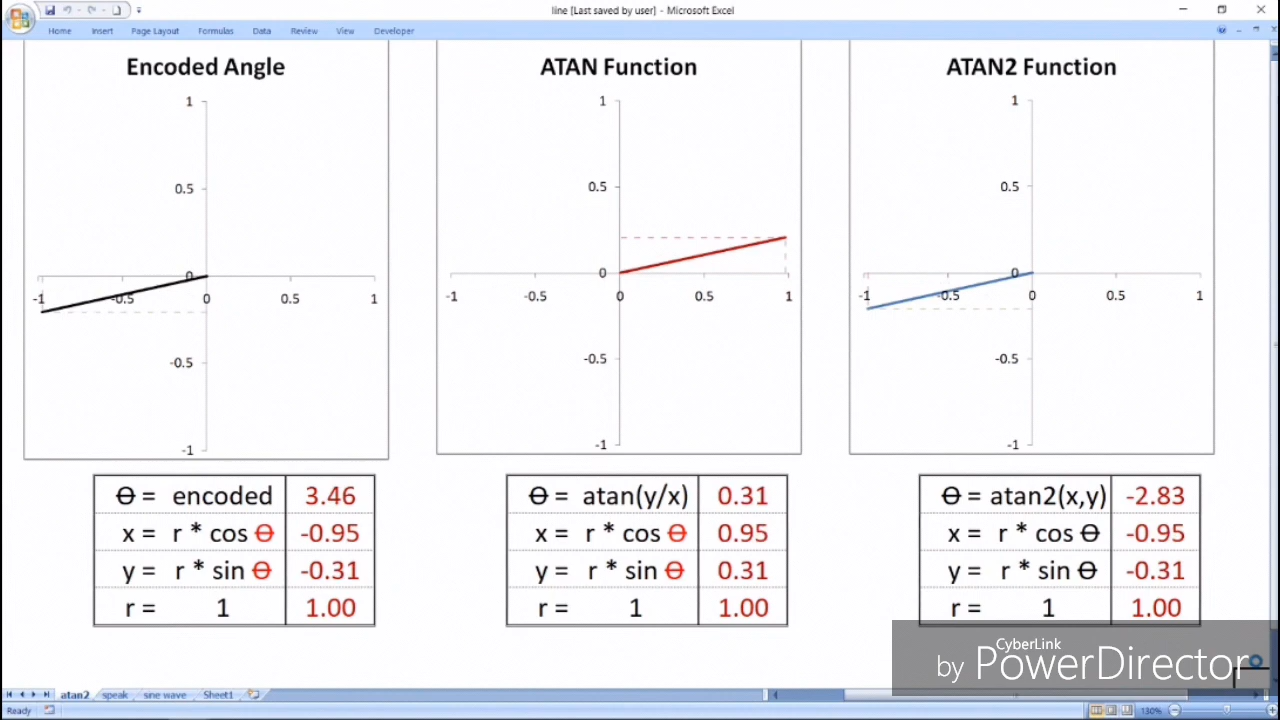 line [Last saved by user] - Microsoft Excel
Home Insert Page Layout Formulas Data Review View Developer
Encoded Angle
1
0.5
0
-1 -0.5 0 0.5 1
-0.5
-1
ATAN Function
1
0.5
0
-1 -0.5 0 0.5 1
-0.5
-1
ATAN2 Function
1
0.5
0
-1 -0.5 0 0.5 1
-0.5
-1
Ɵ = encoded 3.46
x = r * cos Ɵ -0.95
y = r * sin Ɵ -0.31
r = 1 1.00
Ɵ = atan(y/x) 0.31
x = r * cos Ɵ 0.95
y = r * sin Ɵ 0.31
r = 1 1.00
Ɵ = atan2(x,y) -2.83
x = r * cos Ɵ -0.95
y = r * sin Ɵ -0.31
r = 1 1.00
CyberLink
by PowerDirector
atan2 speak sine wave Sheet1
Ready 130%